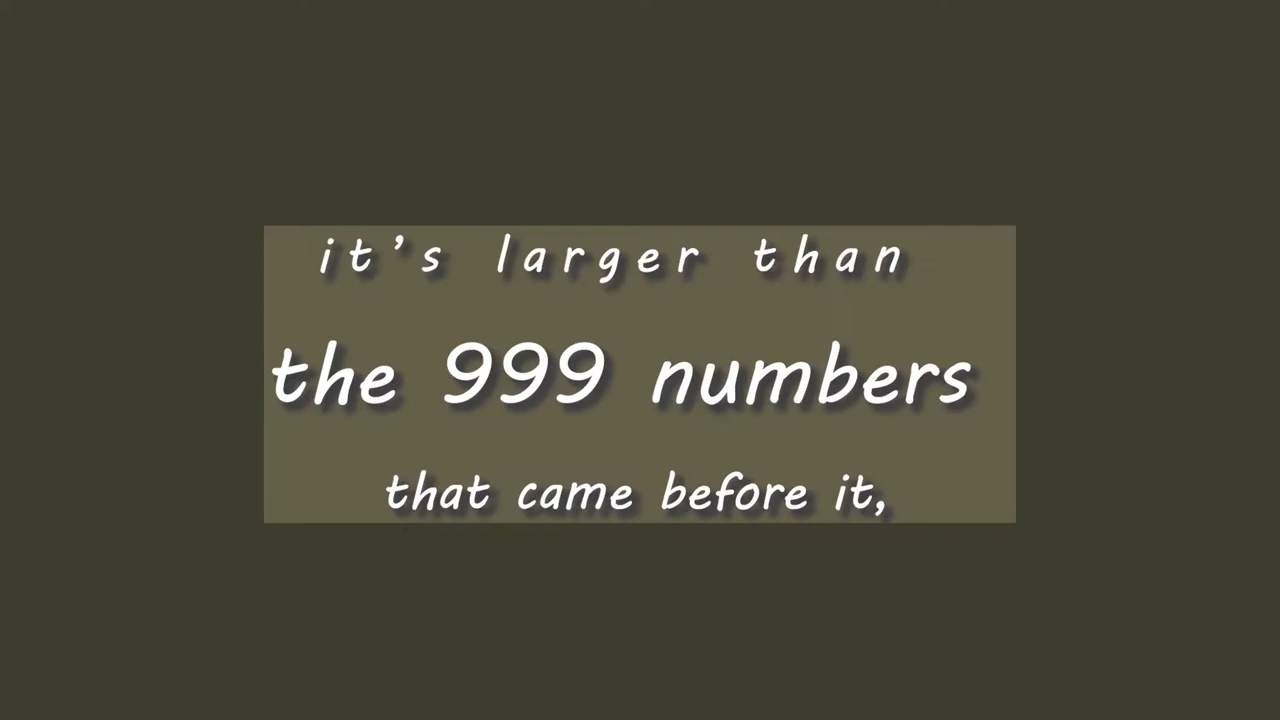 it’s larger than
the 999 numbers
that came before it,